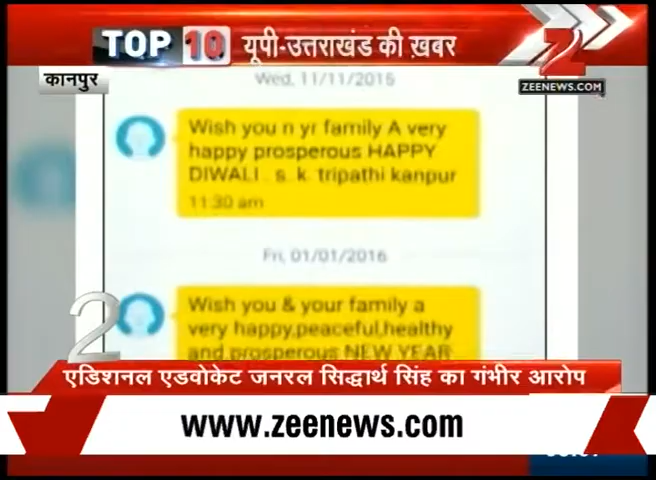 TOP 10 यूपी-उत्तराखंड की ख़बर
कानपुर
ZEENEWS.COM
Wed, 11/11/2015
Wish you n yr family A very
happy prosperous HAPPY
DIWALI . s. k. tripathi kanpur
11:30 am
Fri, 01/01/2016
Wish you & your family a
very happy,peaceful,healthy
and prosperous NEW YEAR
2
एडिशनल एडवोकेट जनरल सिद्धार्थ सिंह का गंभीर आरोप
www.zeenews.com